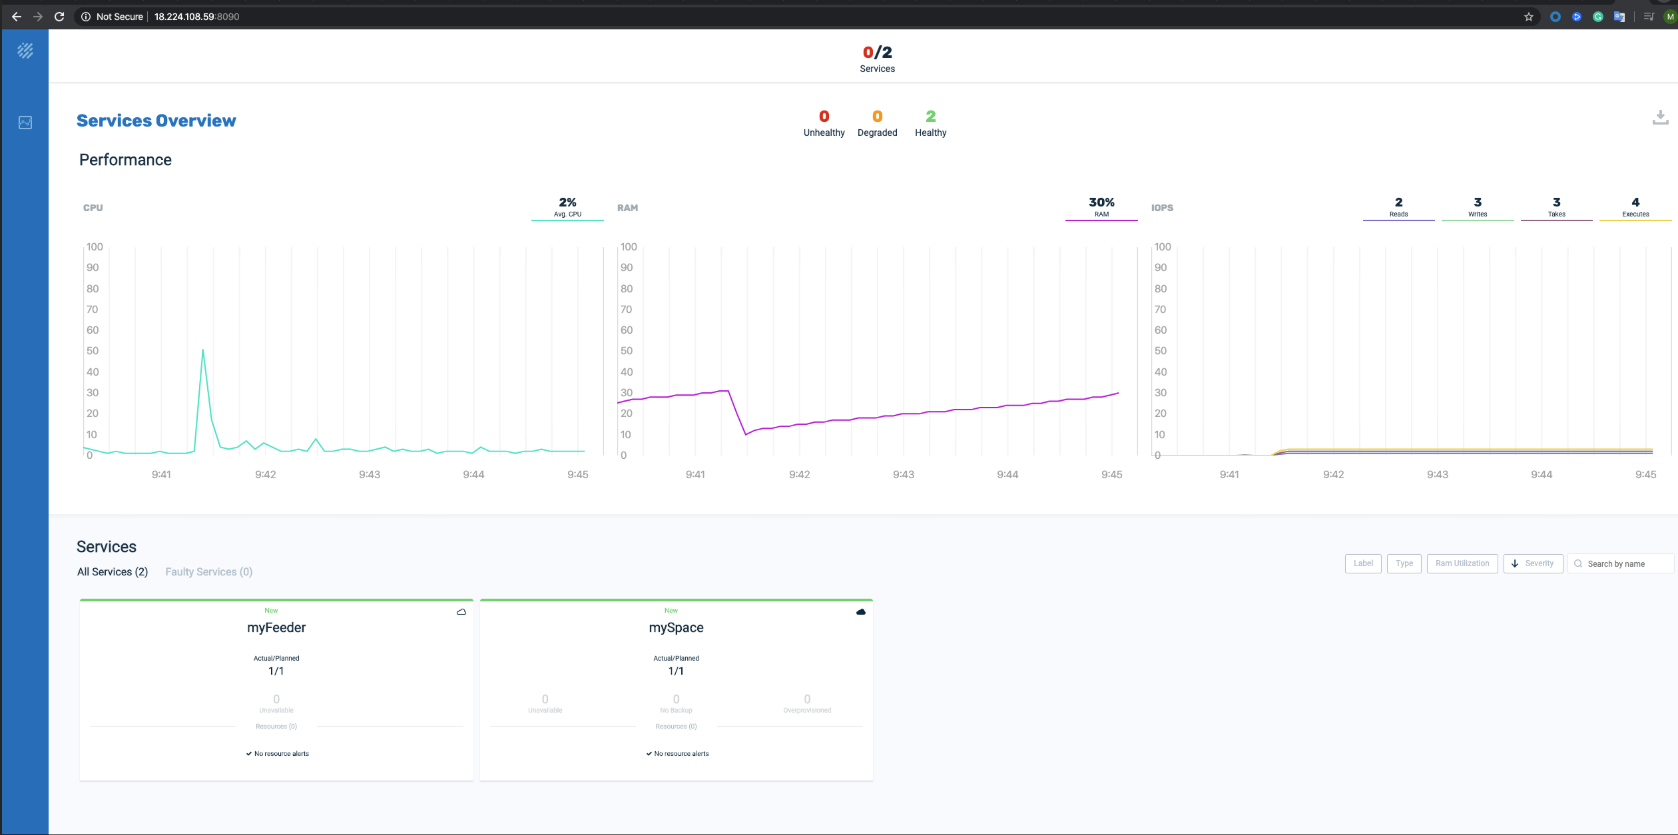 Not Secure | 18.224.108.59:8090
M
0/2
Services
Services Overview
0 0 2
Unhealthy Degraded Healthy
Performance
CPU 2% Avg. CPU
100
90
80
70
60
50
40
30
20
10
0
9:41 9:42 9:43 9:44 9:45
RAM 30% RAM
100
90
80
70
60
50
40
30
20
10
0
9:41 9:42 9:43 9:44 9:45
IOPS 2 Reads 3 Writes 3 Takes 4 Executes
100
90
80
70
60
50
40
30
20
10
0
9:41 9:42 9:43 9:44 9:45
Services
All Services (2) Faulty Services (0)
Label Type Ram Utilization Severity Search by name
New
myFeeder
Actual/Planned
1/1
0
Unavailable
Resources (0)
No resource alerts
New
mySpace
Actual/Planned
1/1
0 0 0
Unavailable No Backup Overprovisioned
Resources (0)
No resource alerts